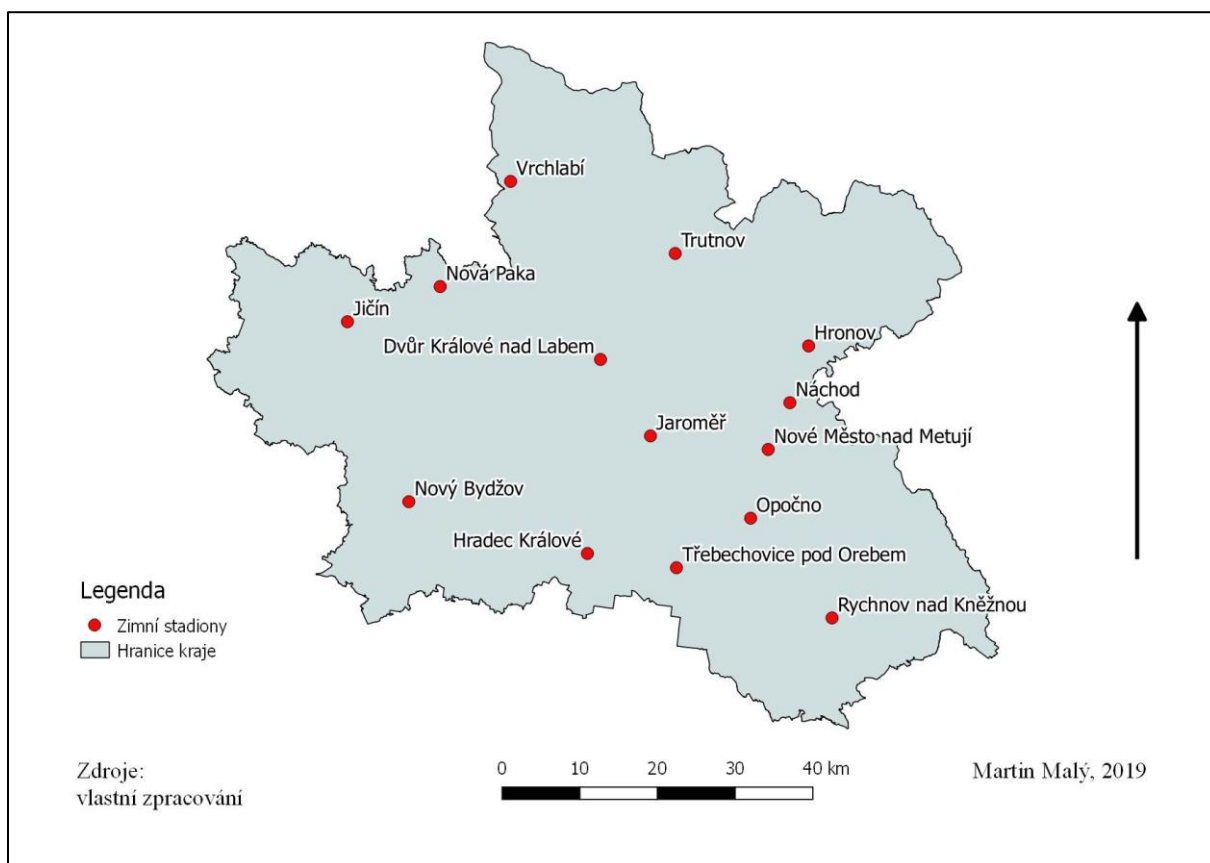 Vrchlabí
Trutnov
Nová Paka
Jičín
Hronov
Dvůr Králové nad Labem
Náchod
Jaroměř
Nové Město nad Metují
Nový Bydžov
Opočno
Hradec Králové
Třebechovice pod Orebem
Rychnov nad Kněžnou
Legenda
Zimní stadiony
Hranice kraje
Zdroje:
vlastní zpracování
0 10 20 30 40 km
Martin Malý, 2019